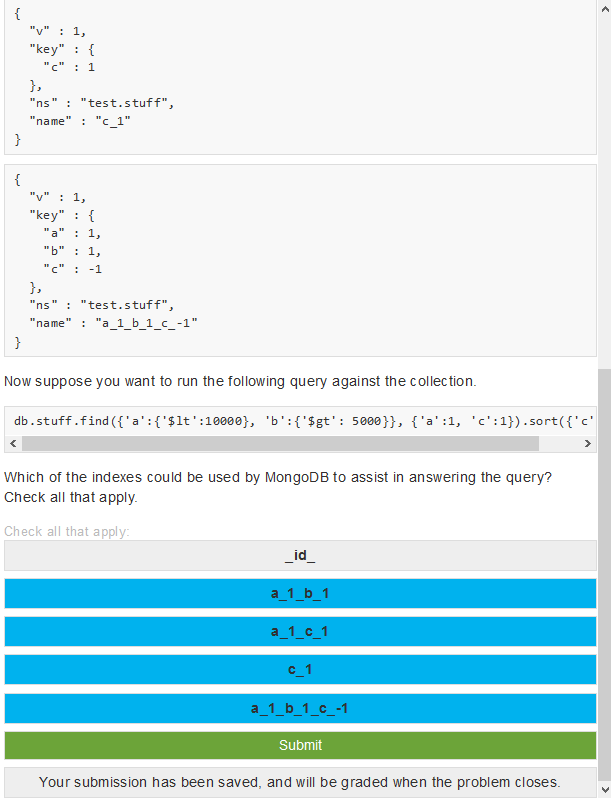 {
"v" : 1,
"key" : {
"c" : 1
},
"ns" : "test.stuff",
"name" : "c_1"
}
{
"v" : 1,
"key" : {
"a" : 1,
"b" : 1,
"c" : -1
},
"ns" : "test.stuff",
"name" : "a_1_b_1_c_-1"
}
Now suppose you want to run the following query against the collection.
db.stuff.find({'a':{'$lt':10000}, 'b':{'$gt': 5000}}, {'a':1, 'c':1}).sort({'c'
Which of the indexes could be used by MongoDB to assist in answering the query?
Check all that apply.
Check all that apply:
_id_
a_1_b_1
a_1_c_1
c_1
a_1_b_1_c_-1
Submit
Your submission has been saved, and will be graded when the problem closes.